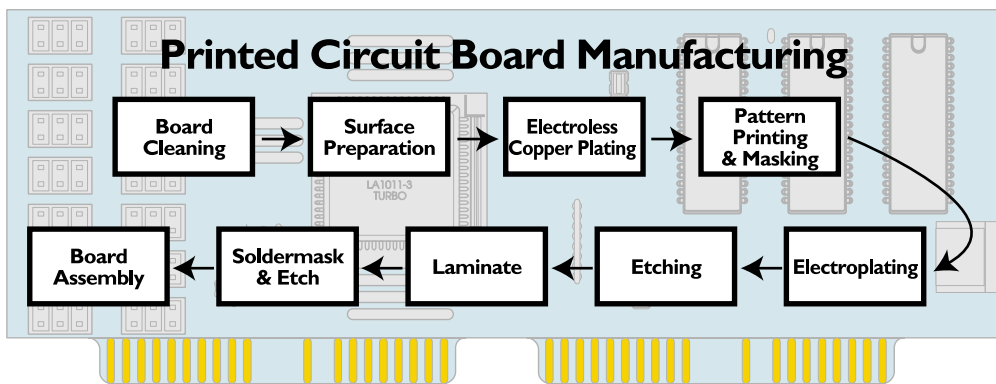 Printed Circuit Board Manufacturing
Board
Cleaning
Surface
Preparation
Electroless
Copper Plating
Pattern
Printing
& Masking
LA1011-3
TURBO
Electroplating
Etching
Laminate
Soldermask
& Etch
Board
Assembly